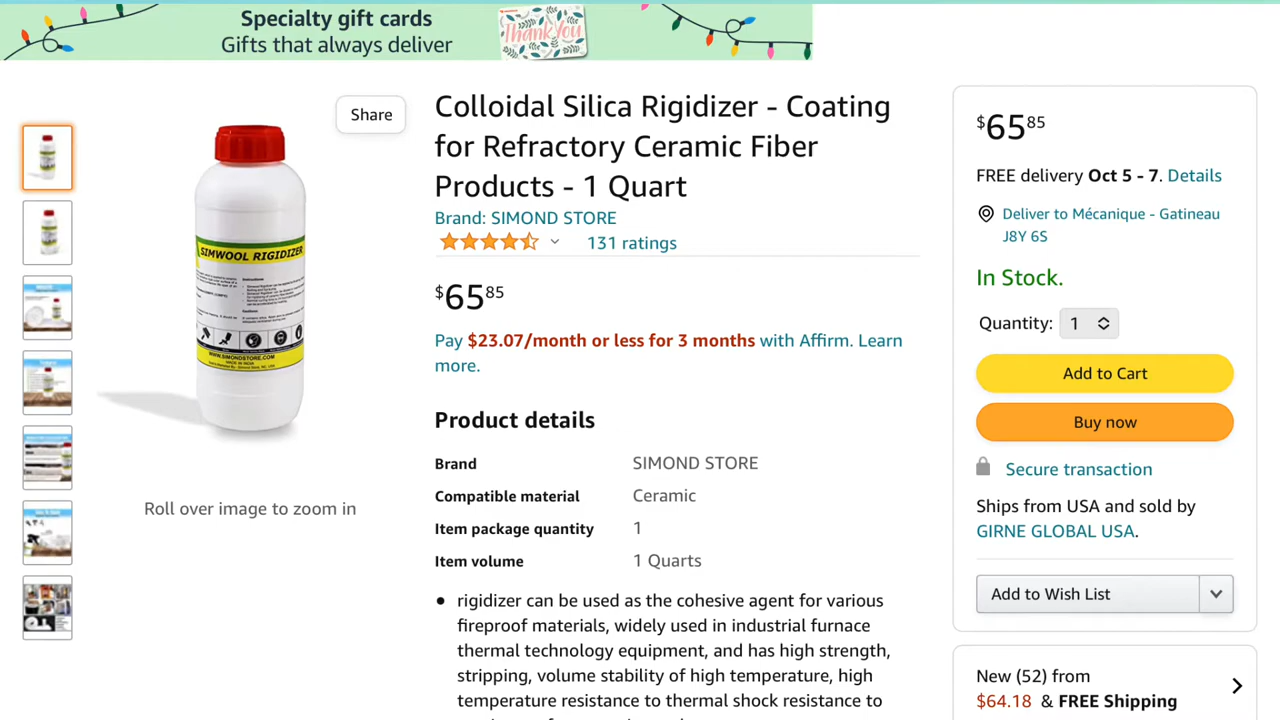 Specialty gift cards
Gifts that always deliver
Thank You
Share
SIMWOOL RIGIDIZER
WWW.SIMONDSTORE.COM
MADE IN INDIA
Roll over image to zoom in
Colloidal Silica Rigidizer - Coating
for Refractory Ceramic Fiber
Products - 1 Quart
Brand: SIMOND STORE
131 ratings
$65 85
Pay $23.07/month or less for 3 months with Affirm. Learn
more.
Product details
Brand SIMOND STORE
Compatible material Ceramic
Item package quantity 1
Item volume 1 Quarts
• rigidizer can be used as the cohesive agent for various
fireproof materials, widely used in industrial furnace
thermal technology equipment, and has high strength,
stripping, volume stability of high temperature, high
temperature resistance to thermal shock resistance to
$65 85
FREE delivery Oct 5 - 7. Details
Deliver to Mécanique - Gatineau
J8Y 6S
In Stock.
Quantity: 1
Add to Cart
Buy now
Secure transaction
Ships from USA and sold by
GIRNE GLOBAL USA.
Add to Wish List
New (52) from
$64.18 & FREE Shipping